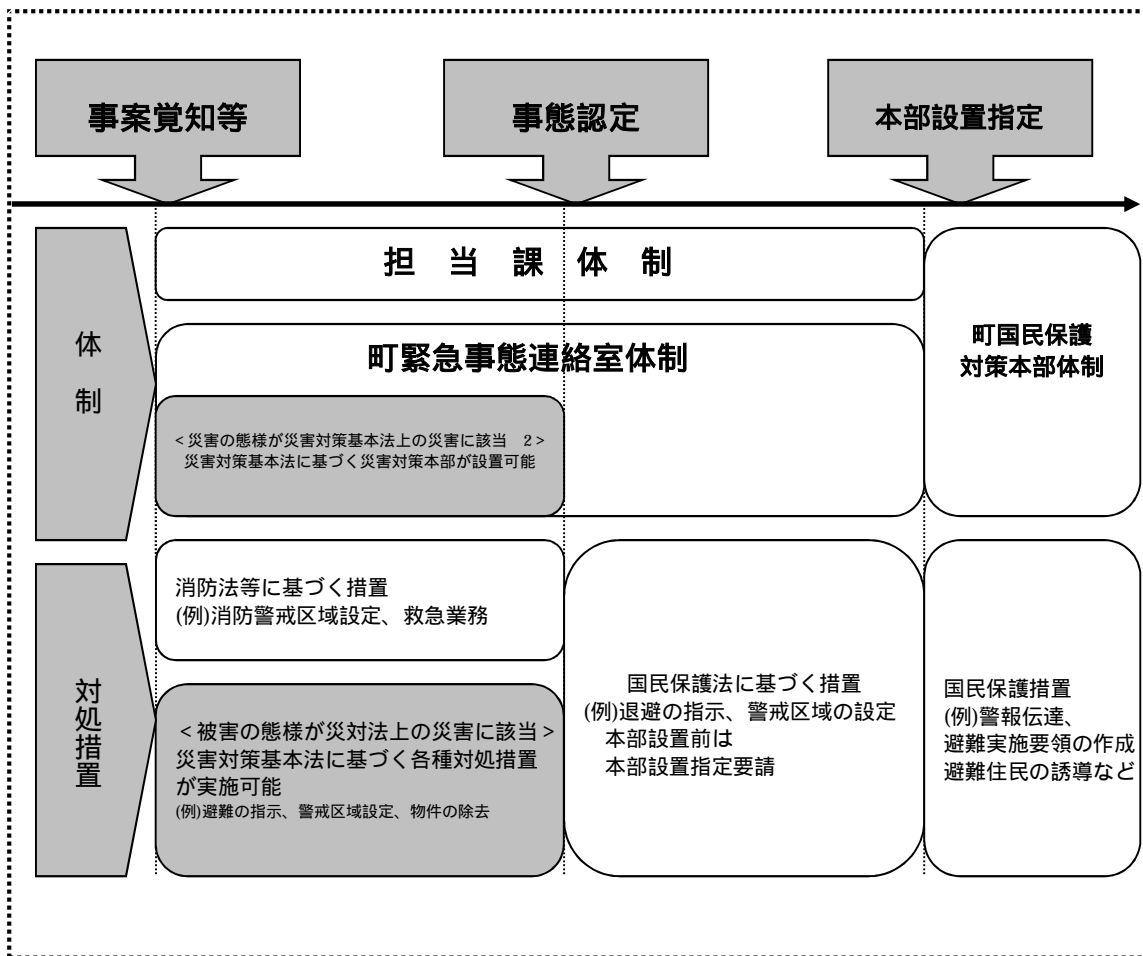 事案覚知等
事態認定
本部設置指定
体制
担当課体制
町緊急事態連絡室体制
<災害の態様が災害対策基本法上の災害に該当　2>
災害対策基本法に基づく災害対策本部が設置可能
町国民保護
対策本部体制
対処措置
消防法等に基づく措置
(例)消防警戒区域設定、救急業務
<被害の態様が災対法上の災害に該当>
災害対策基本法に基づく各種対処措置
が実施可能
(例)避難の指示、警戒区域設定、物件の除去
国民保護法に基づく措置
(例)退避の指示、警戒区域の設定
本部設置前は
本部設置指定要請
国民保護措置
(例)警報伝達、
避難実施要領の作成
避難住民の誘導など